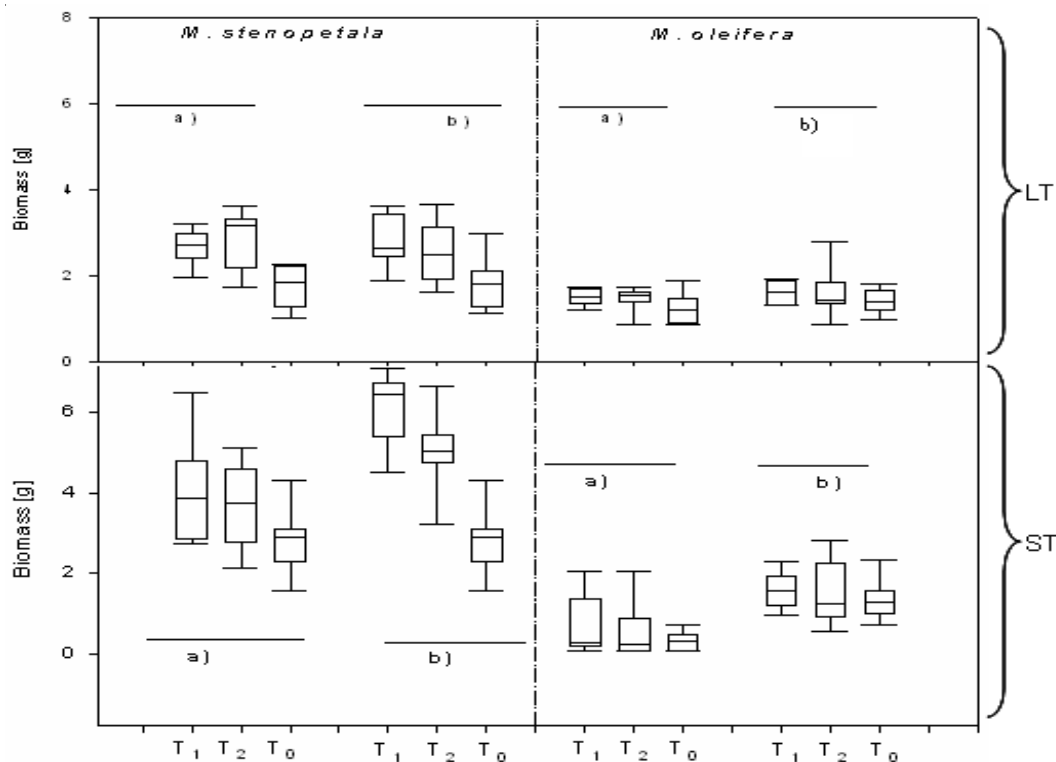 M. stenopetala M. oleifera
8
6
4
2
0
Biomass [g]
a) b) a) b)
LT
6
4
2
0
Biomass [g]
a) b)
a) b)
ST
T1 T2 T0 T1 T2 T0 T1 T2 T0 T1 T2 T0